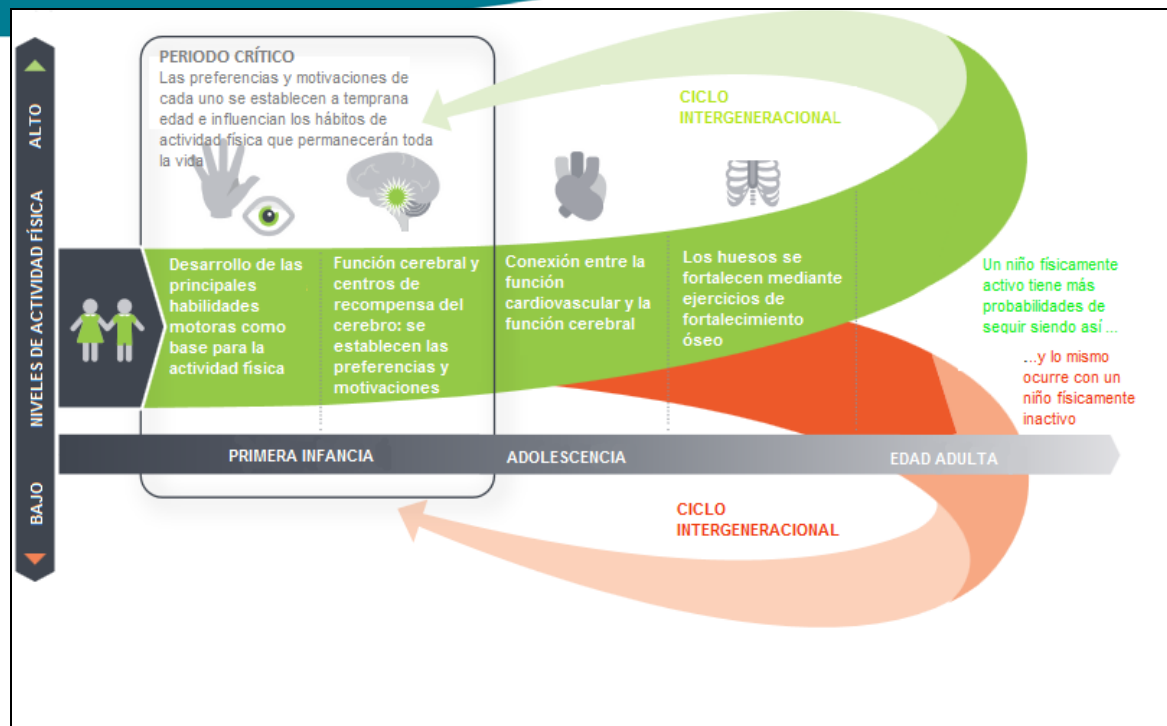 PERIODO CRÍTICO
Las preferencias y motivaciones de
cada uno se establecen a temprana
edad e influencian los hábitos de
actividad física que permanecerán toda
la vida
CICLO
INTERGENERACIONAL
ALTO
NIVELES DE ACTIVIDAD FÍSICA
BAJO
Desarrollo de las
principales
habilidades
motoras como
base para la
actividad física
Función cerebral y
centros de
recompensa del
cerebro: se
establecen las
preferencias y
motivaciones
Conexión entre la
función
cardiovascular y la
función cerebral
Los huesos se
fortalecen mediante
ejercicios de
fortalecimiento
óseo
Un niño físicamente
activo tiene más
probabilidades de
seguir siendo así ...
...y lo mismo
ocurre con un
niño físicamente
inactivo
PRIMERA INFANCIA
ADOLESCENCIA
EDAD ADULTA
CICLO
INTERGENERACIONAL